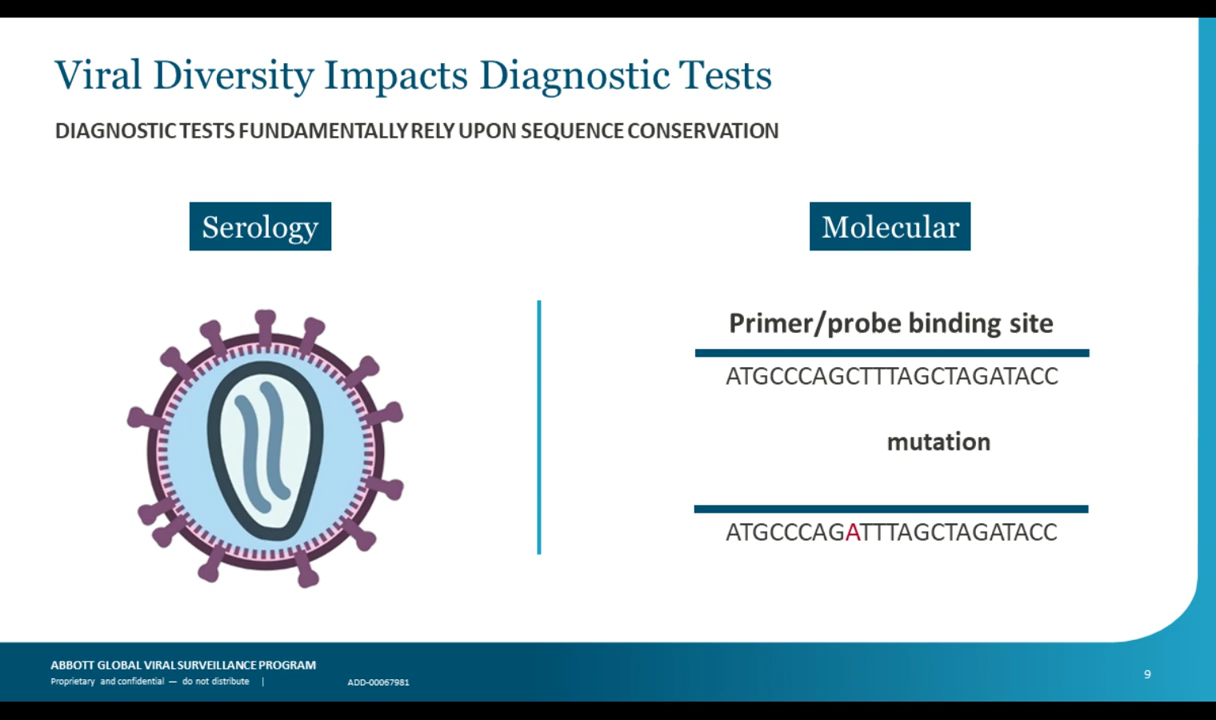 Viral Diversity Impacts Diagnostic Tests
DIAGNOSTIC TESTS FUNDAMENTALLY RELY UPON SEQUENCE CONSERVATION
Serology
Molecular
Primer/probe binding site
ATGCCCAGCTTTAGCTAGATACC
mutation
ATGCCCAGATTTAGCTAGATACC
ABBOTT GLOBAL VIRAL SURVEILLANCE PROGRAM
Proprietary and confidential — do not distribute | ADD-00067981
9